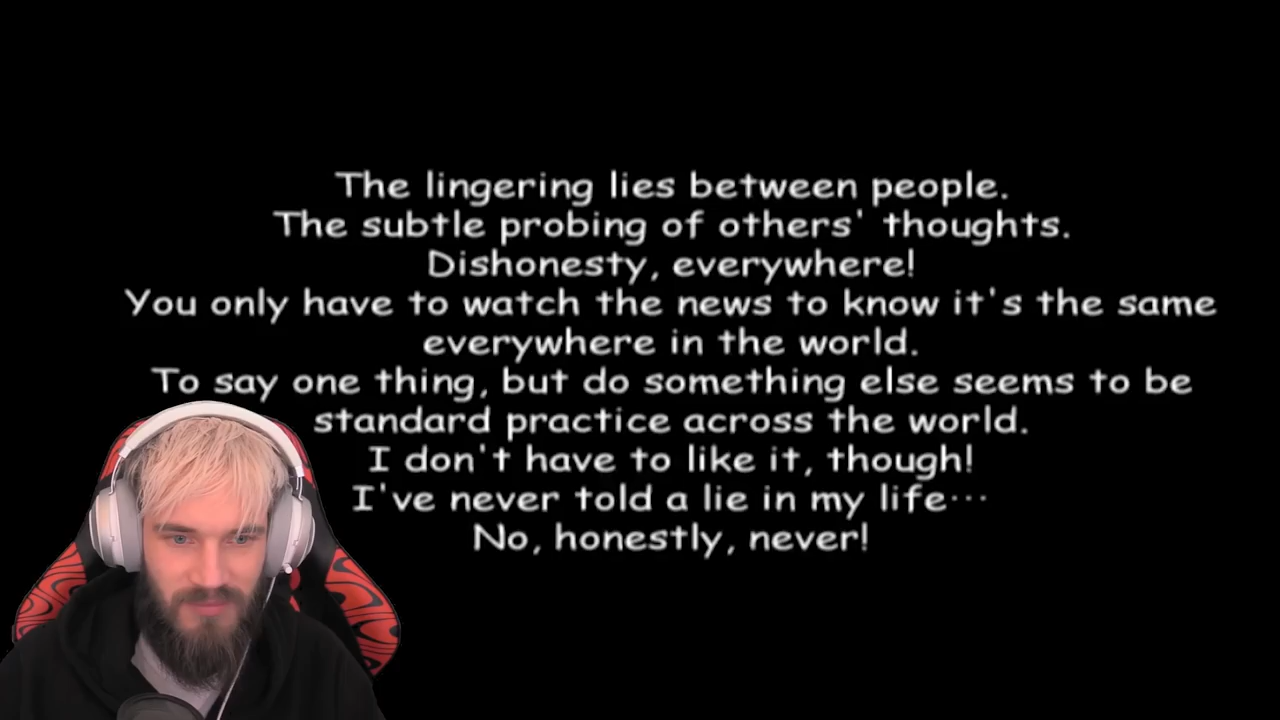 The lingering lies between people.
The subtle probing of others' thoughts.
Dishonesty, everywhere!
You only have to watch the news to know it's the same
everywhere in the world.
To say one thing, but do something else seems to be
standard practice across the world.
I don't have to like it, though!
I've never told a lie in my life···
No, honestly, never!